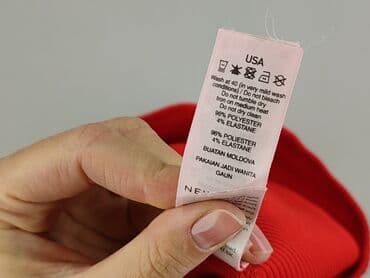 USA
Wash at 40 (in very mild wash
conditions) / Do not bleach
Do not tumble dry
Iron on medium heat
Do not dry clean
96% POLYESTER
4% ELASTANE
96% POLIESTER
4% ELASTANE
BUATAN MOLDOVA
PAKAIAN JADI WANITA
GAUN